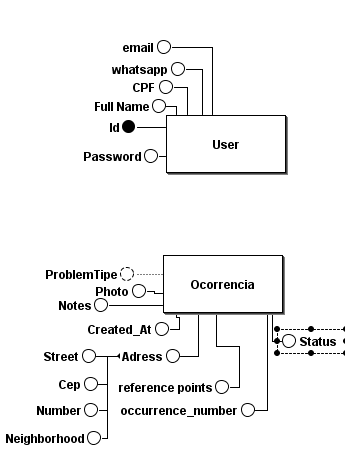 email
whatsapp
CPF
Full Name
Id
Password
User
ProblemTipe
Photo
Notes
Ocorrencia
Created_At
Status
Street
Adress
Cep
reference points
Number
occurrence_number
Neighborhood